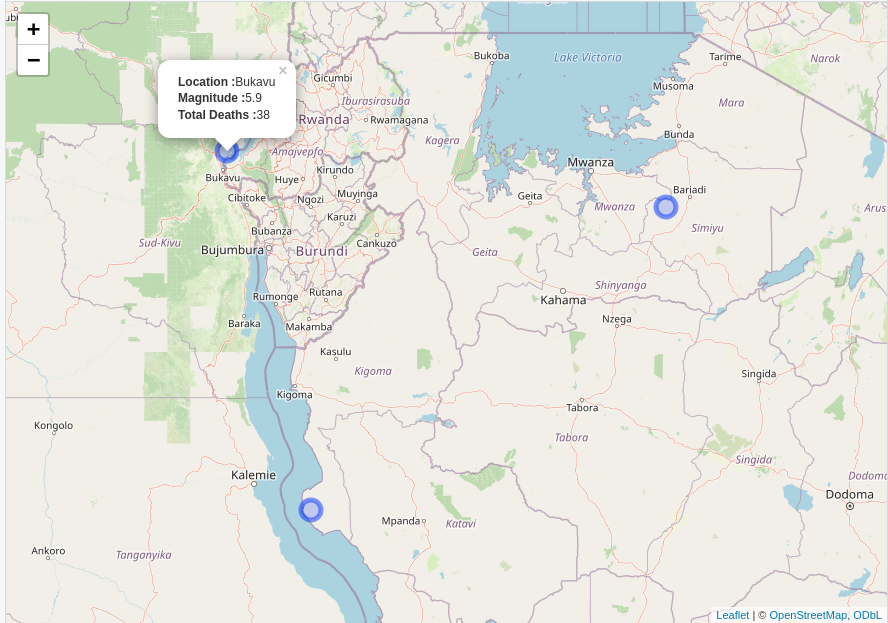 +
−
×
Location :Bukavu
Magnitude :5.9
Total Deaths :38
Bukoba
Lake Victoria
Tarime
Narok
Gicumbi
Musoma
Iburasirasuba
Mara
Rwanda
Rwamagana
Kagera
Bunda
Amajyepfo
Mwanza
Bukavu
Huye
Kirundo
Bariadi
Cibitoke
Ngozi
Muyinga
Geita
Mwanza
Arus
Karuzi
Simiyu
Bubanza
Sud-Kivu
Cankuzo
Bujumbura
Burundi
Geita
Shinyanga
Rumonge
Rutana
Kahama
Baraka
Makamba
Nzega
Kasulu
Kigoma
Singida
Kigoma
Tabora
Kongolo
Tabora
Singida
Kalemie
Dodoma
Dodoma
Mpanda
Katavi
Ankoro
Tanganyika
Leaflet | © OpenStreetMap, ODbL